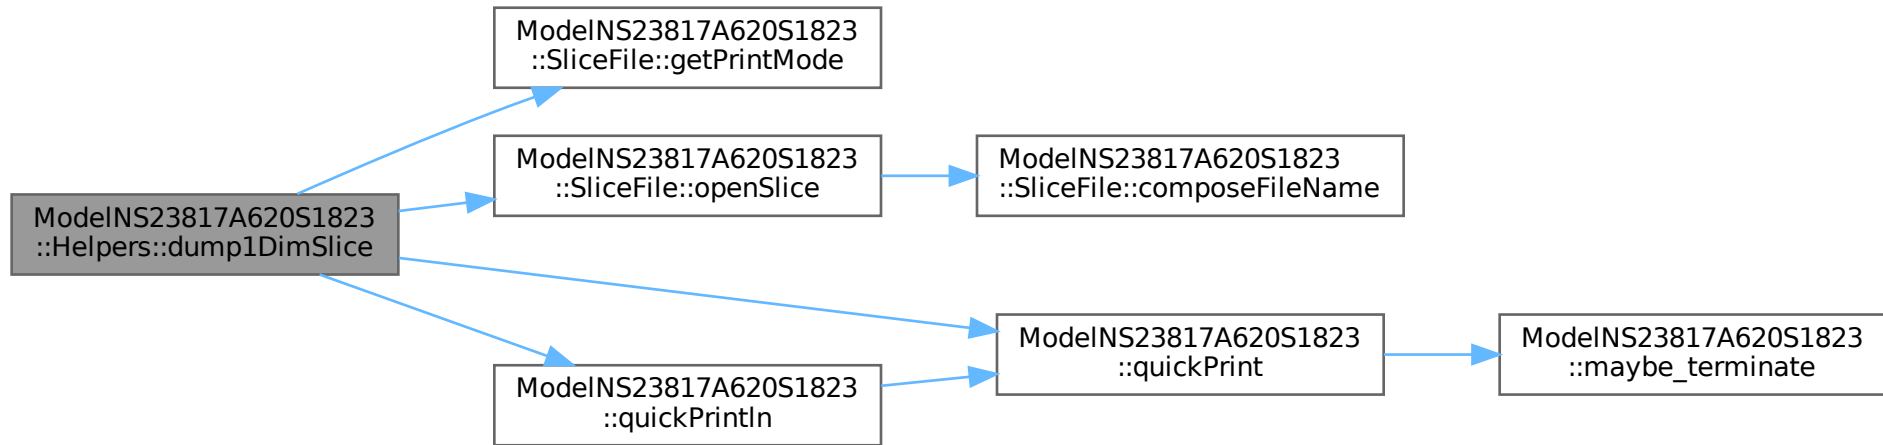 ModelNS23817A620S1823
::SliceFile::getPrintMode
ModelNS23817A620S1823
::SliceFile::openSlice
ModelNS23817A620S1823
::SliceFile::composeFileName
ModelNS23817A620S1823
::Helpers::dump1DimSlice
ModelNS23817A620S1823
::quickPrint
ModelNS23817A620S1823
::maybe_terminate
ModelNS23817A620S1823
::quickPrintln